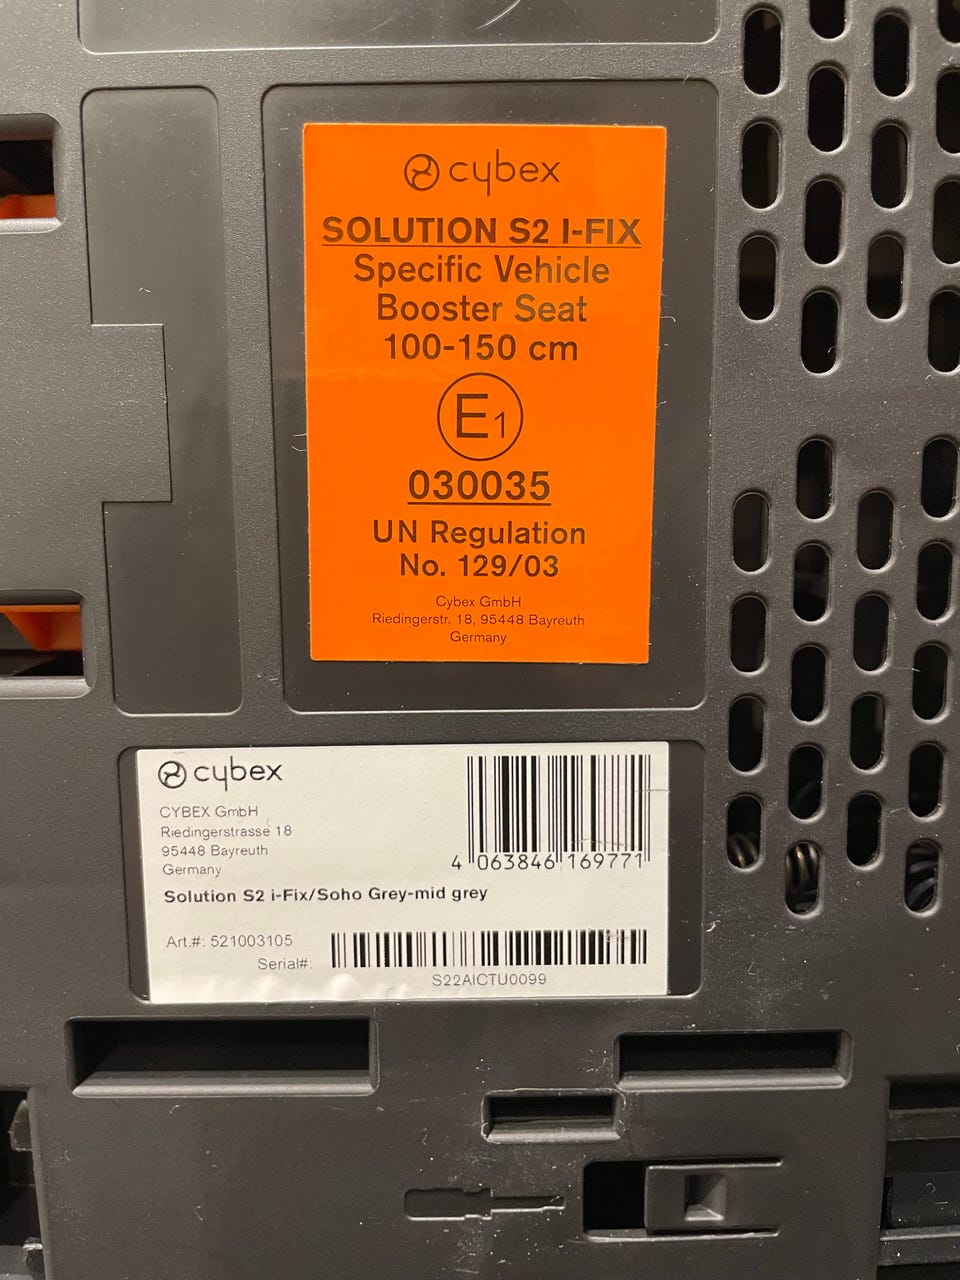 cybex
SOLUTION S2 I-FIX
Specific Vehicle
Booster Seat
100-150 cm
E1
030035
UN Regulation
No. 129/03
Cybex GmbH
Riedingerstr. 18, 95448 Bayreuth
Germany
cybex
CYBEX GmbH
Riedingerstrasse 18
95448 Bayreuth
Germany
4 063846 169771
Solution S2 i-Fix/Soho Grey-mid grey
Art.#: 521003105
Serial#:
S22AICTU0099